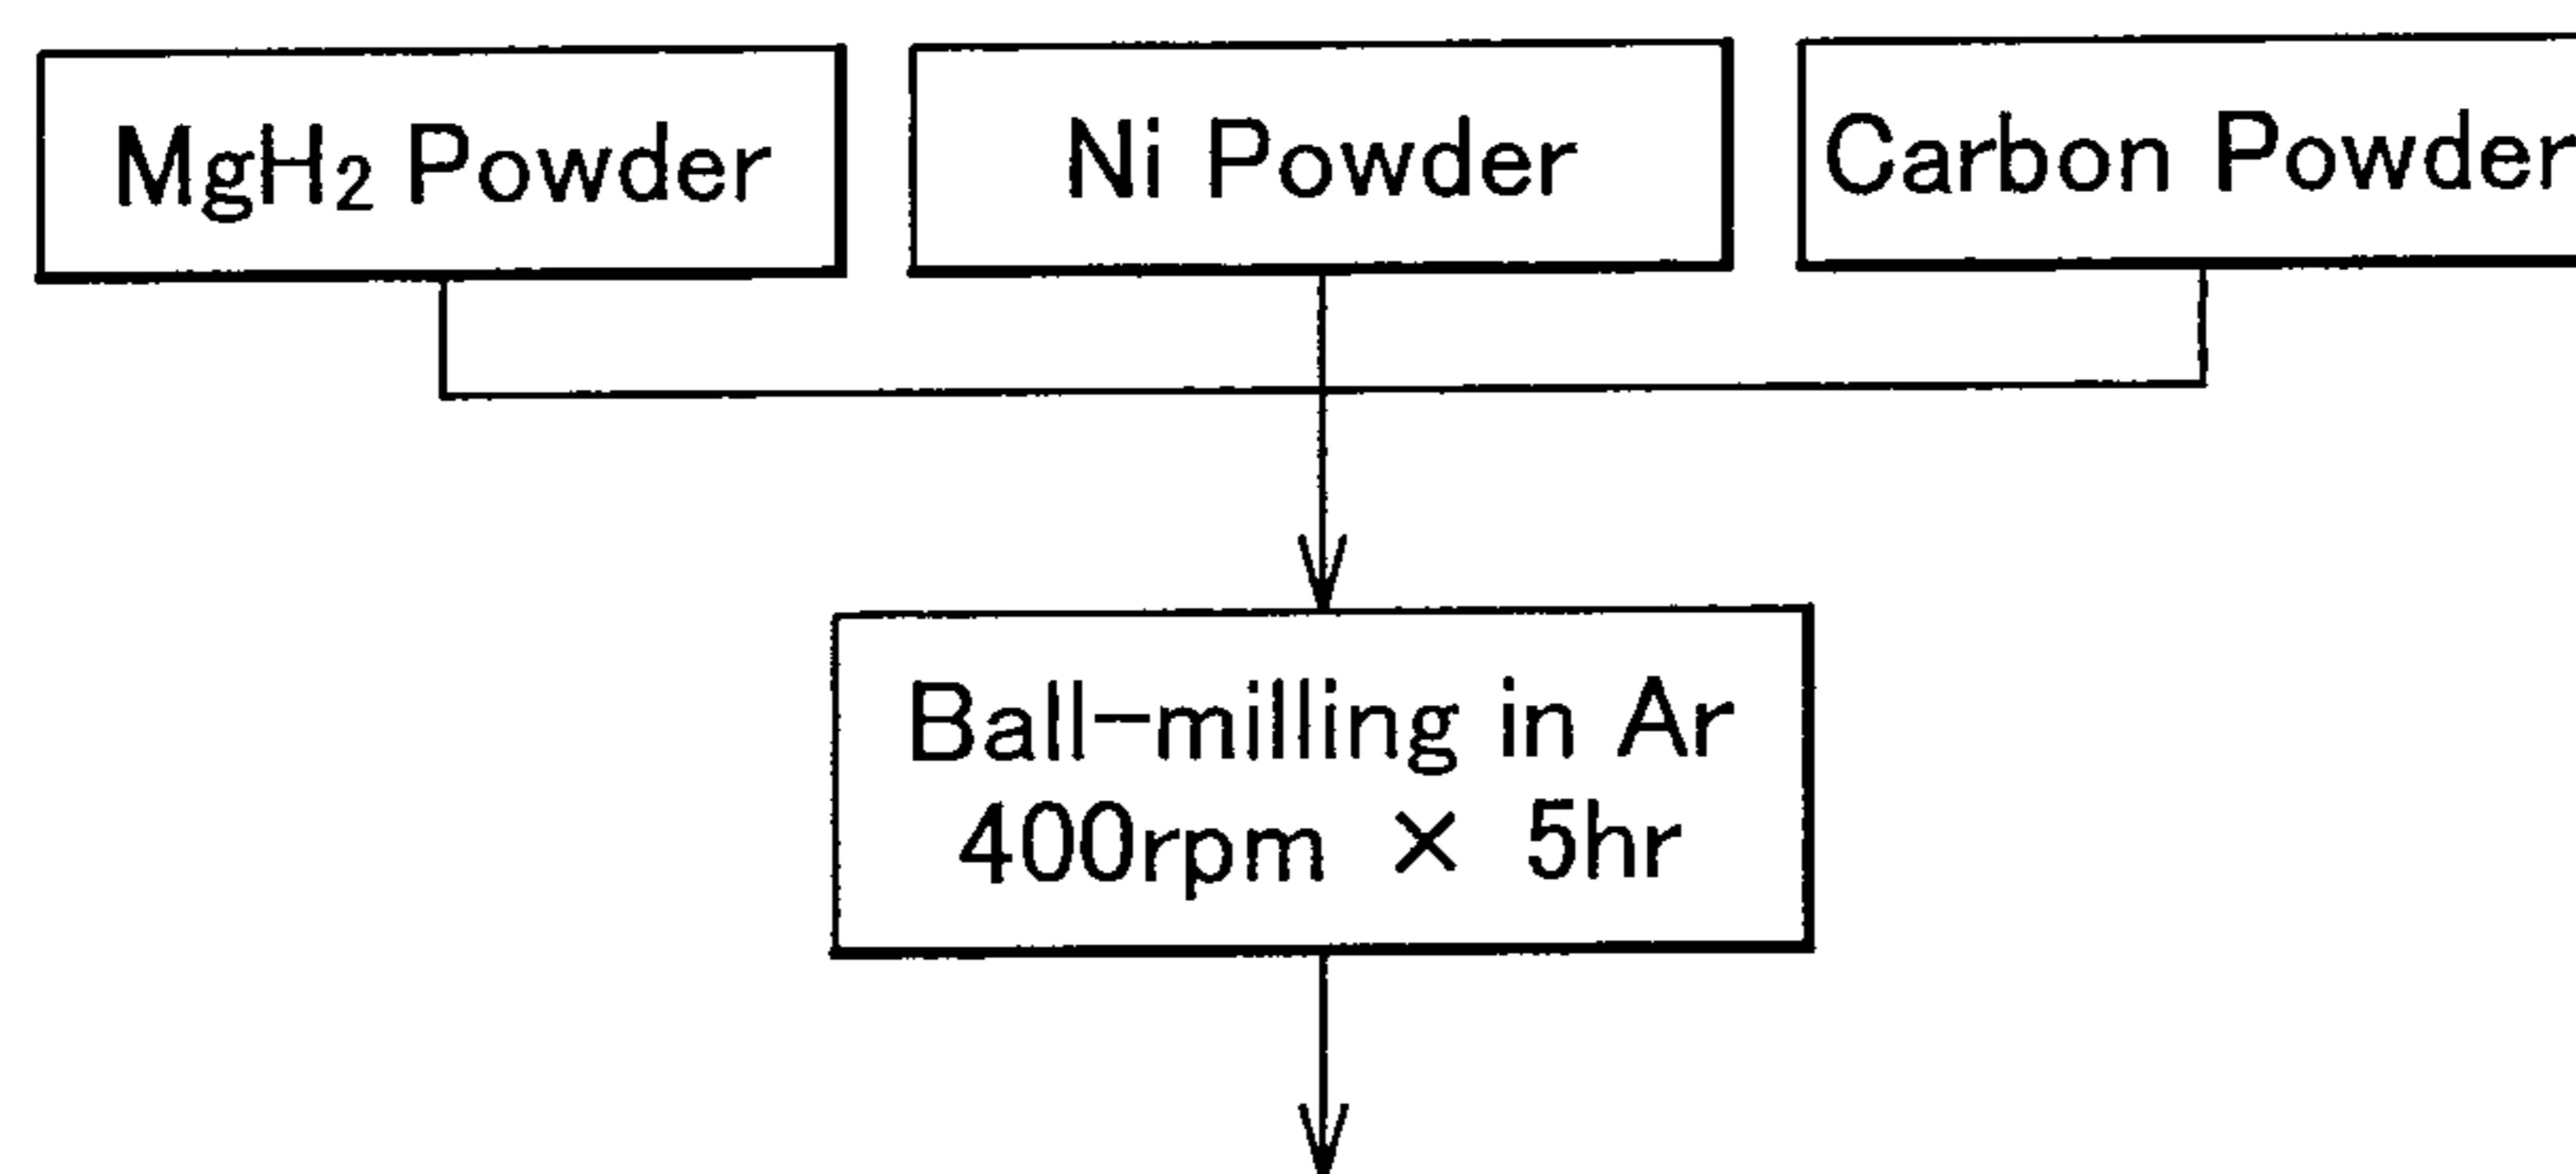 MgH₂ Powder
Ni Powder
Carbon Powder
Ball-milling in Ar
400rpm × 5hr